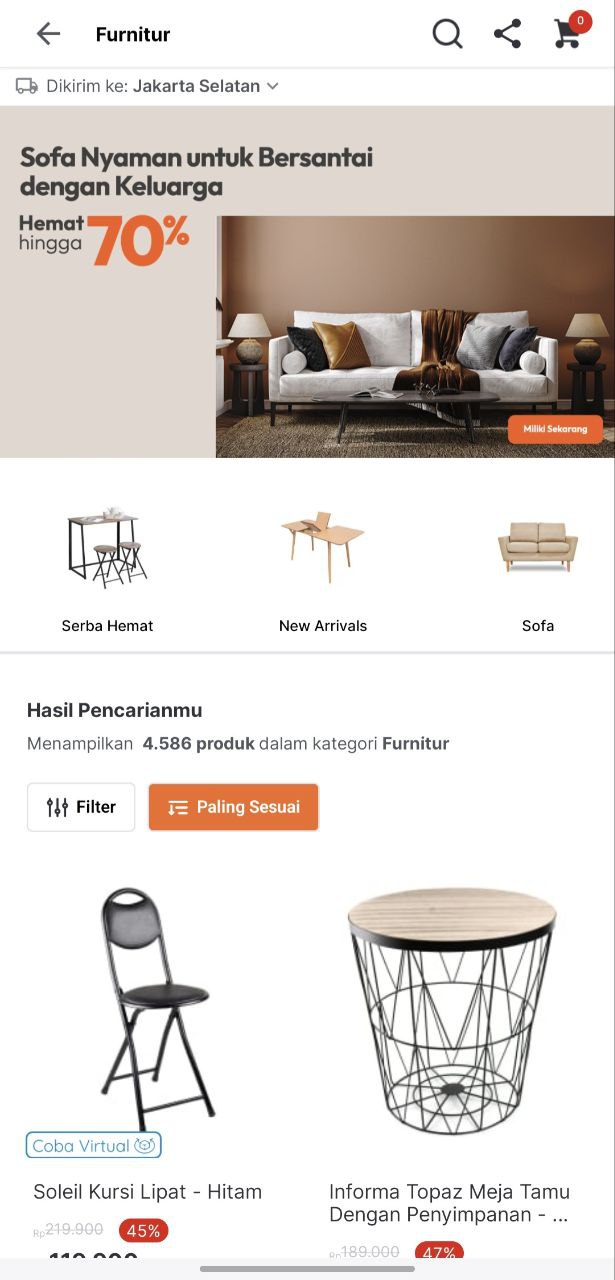 Furnitur
0
Dikirim ke: Jakarta Selatan
Sofa Nyaman untuk Bersantai
dengan Keluarga
Hemat
hingga
70%
Miliki Sekarang
Serba Hemat
New Arrivals
Sofa
Hasil Pencarianmu
Menampilkan 4.586 produk dalam kategori Furnitur
Filter
Paling Sesuai
Coba Virtual
Soleil Kursi Lipat - Hitam
Rp219.900 45%
Informa Topaz Meja Tamu
Dengan Penyimpanan - ...
Rp189.000 47%